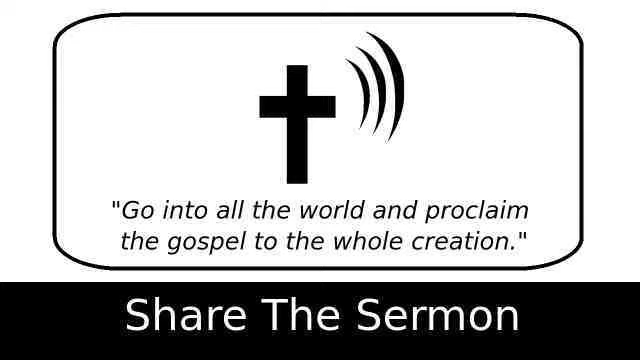 "Go into all the world and proclaim
the gospel to the whole creation."
Share The Sermon